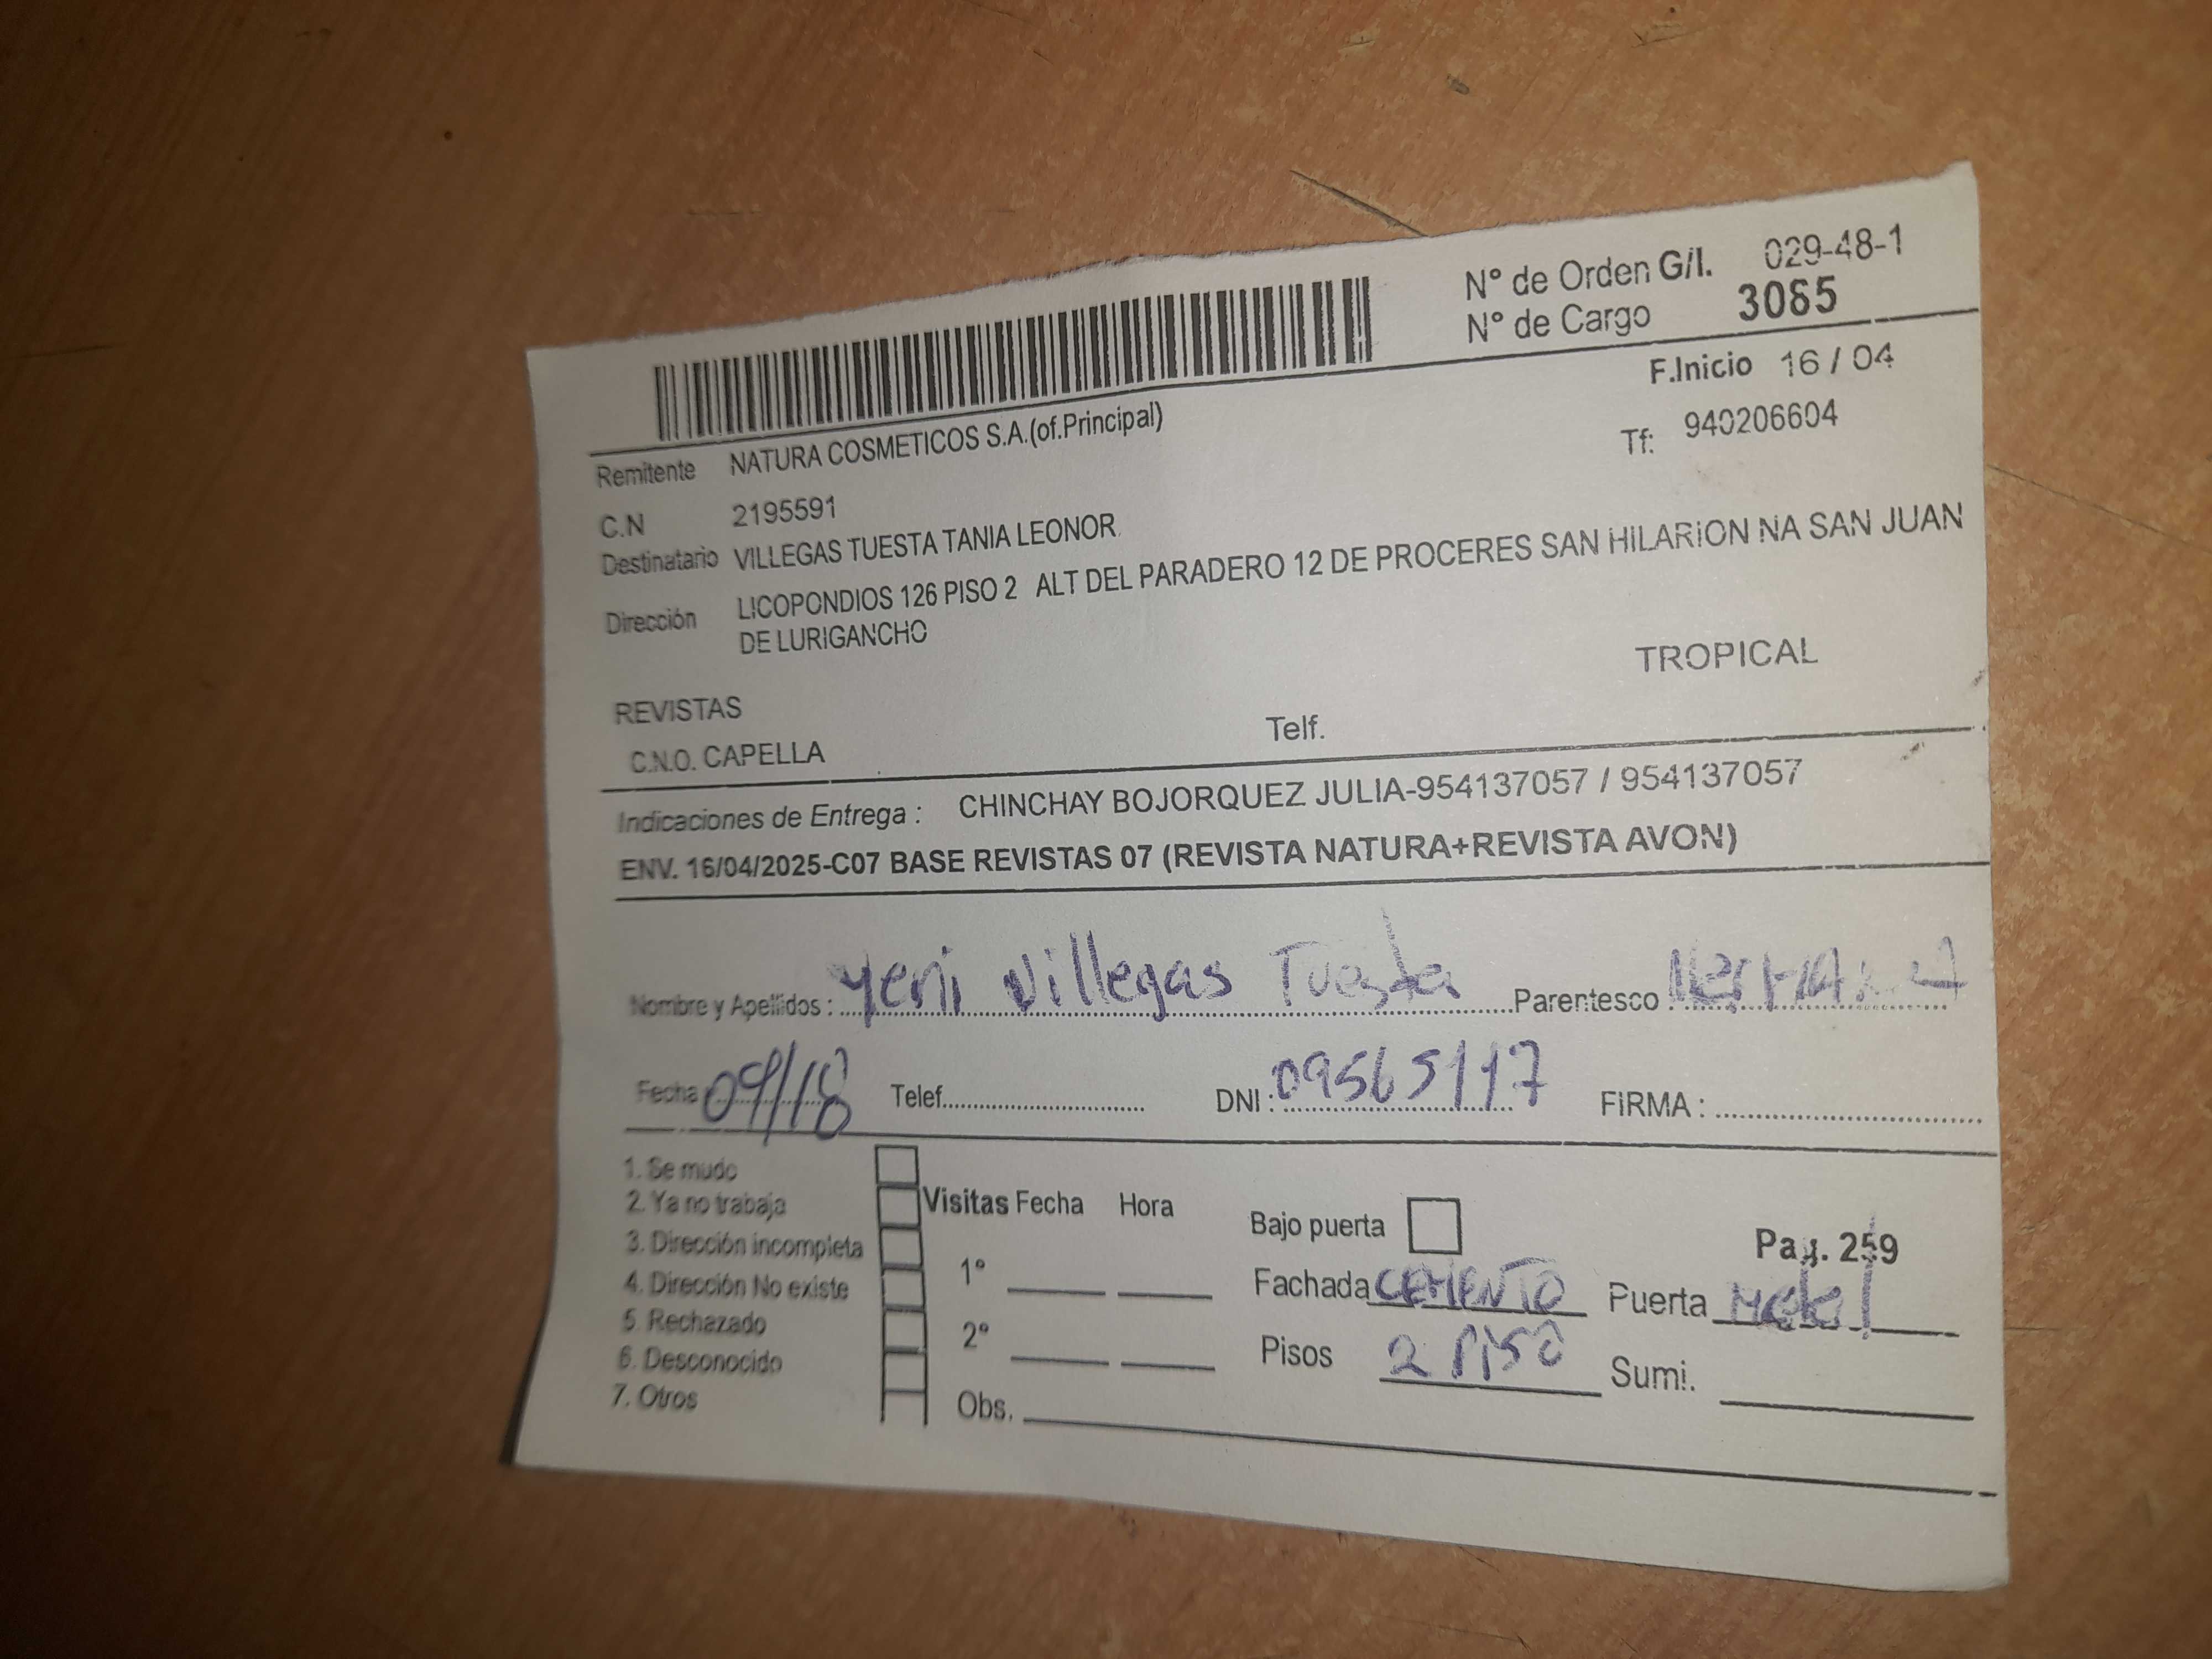 N° de Orden G/I. 029-48-1
N° de Cargo 3085
F.Inicio 16 / 04
Remitente NATURA COSMETICOS S.A.(of.Principal)
Tf: 940206604
C.N 2195591
Destinatario VILLEGAS TUESTA TANIA LEONOR
Dirección LICOPONDIOS 126 PISO 2 ALT DEL PARADERO 12 DE PROCERES SAN HILARION NA SAN JUAN
DE LURIGANCHO
TROPICAL
REVISTAS
C.N.O. CAPELLA Telf.
Indicaciones de Entrega : CHINCHAY BOJORQUEZ JULIA-954137057 / 954137057
ENV. 16/04/2025-C07 BASE REVISTAS 07 (REVISTA NATURA+REVISTA AVON)
Nombre y Apellidos : Yeni Villegas Tuesta Parentesco :
Fecha 09/18 Telef. DNI : 09565117 FIRMA :
1. Se mudo
2. Ya no trabaja
3. Dirección incompleta
4. Dirección No existe
5. Rechazado
6. Desconocido
7. Otros
Visitas Fecha Hora
1°
2°
Obs.
Bajo puerta
Pag. 259
Fachada CEMENTO Puerta Metal
Pisos 2 PISO Sumi.